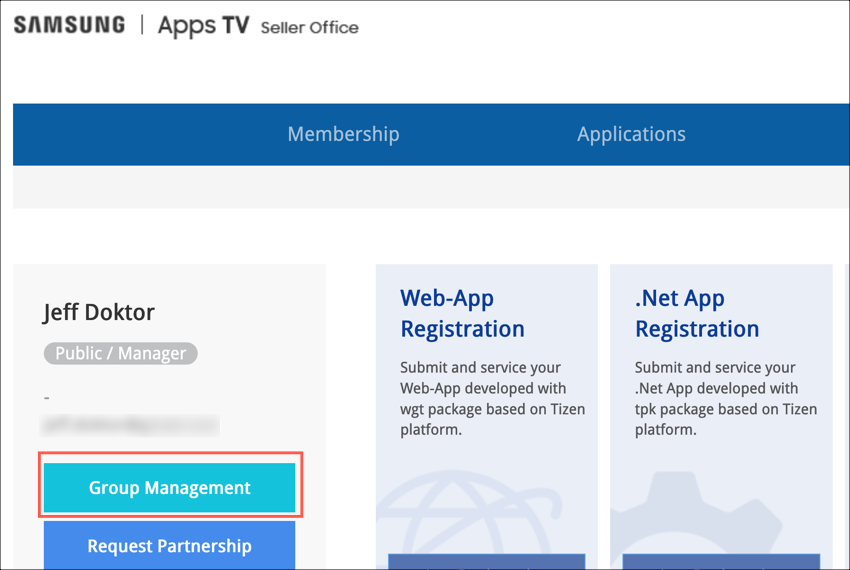 SAMSUNG | Apps TV Seller Office
Membership Applications
Jeff Doktor
Public / Manager
-
Group Management
Request Partnership
Web-App
Registration
Submit and service your
Web-App developed with
wgt package based on Tizen
platform.
.Net App
Registration
Submit and service your
.Net App developed with
tpk package based on Tizen
platform.